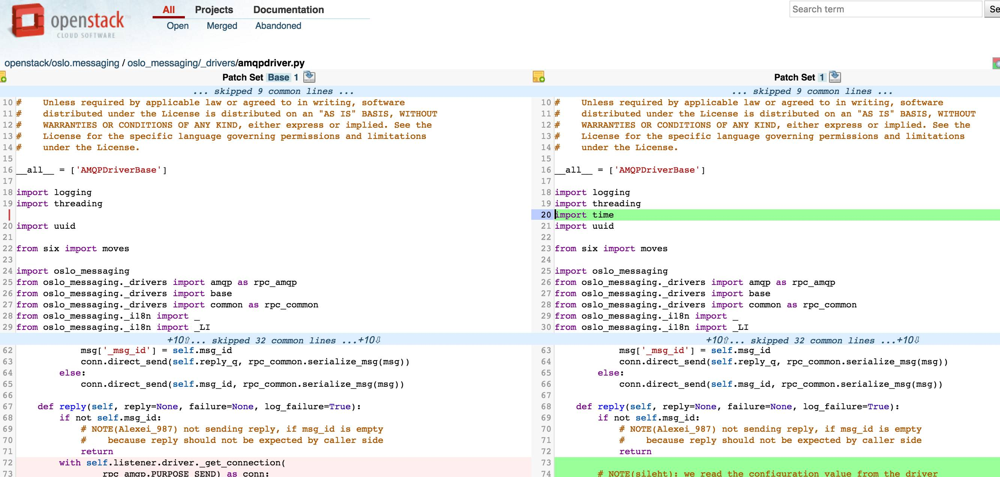 openstack™
CLOUD SOFTWARE
All Projects Documentation
Open Merged Abandoned
Search term
openstack/oslo.messaging / oslo_messaging/_drivers/amqpdriver.py
Patch Set Base 1
... skipped 9 common lines ...
10 #    Unless required by applicable law or agreed to in writing, software
11 #    distributed under the License is distributed on an "AS IS" BASIS, WITHOUT
12 #    WARRANTIES OR CONDITIONS OF ANY KIND, either express or implied. See the
13 #    License for the specific language governing permissions and limitations
14 #    under the License.
15
16 __all__ = ['AMQPDriverBase']
17
18 import logging
19 import threading
20 import uuid
21
22 from six import moves
23
24 import oslo_messaging
25 from oslo_messaging._drivers import amqp as rpc_amqp
26 from oslo_messaging._drivers import base
27 from oslo_messaging._drivers import common as rpc_common
28 from oslo_messaging._i18n import _
29 from oslo_messaging._i18n import _LI
+10⇧... skipped 32 common lines ...+10⇩
62             msg['_msg_id'] = self.msg_id
63             conn.direct_send(self.reply_q, rpc_common.serialize_msg(msg))
64         else:
65             conn.direct_send(self.msg_id, rpc_common.serialize_msg(msg))
66
67     def reply(self, reply=None, failure=None, log_failure=True):
68         if not self.msg_id:
69             # NOTE(Alexei_987) not sending reply, if msg_id is empty
70             #    because reply should not be expected by caller side
71             return
72         with self.listener.driver._get_connection(
73                 rpc_amqp.PURPOSE_SEND) as conn:
Patch Set 1
... skipped 9 common lines ...
10 #    Unless required by applicable law or agreed to in writing, software
11 #    distributed under the License is distributed on an "AS IS" BASIS, WITHOUT
12 #    WARRANTIES OR CONDITIONS OF ANY KIND, either express or implied. See the
13 #    License for the specific language governing permissions and limitations
14 #    under the License.
15
16 __all__ = ['AMQPDriverBase']
17
18 import logging
19 import threading
20 import time
21 import uuid
22
23 from six import moves
24
25 import oslo_messaging
26 from oslo_messaging._drivers import amqp as rpc_amqp
27 from oslo_messaging._drivers import base
28 from oslo_messaging._drivers import common as rpc_common
29 from oslo_messaging._i18n import _
30 from oslo_messaging._i18n import _LI
+10⇧... skipped 32 common lines ...+10⇩
63             msg['_msg_id'] = self.msg_id
64             conn.direct_send(self.reply_q, rpc_common.serialize_msg(msg))
65         else:
66             conn.direct_send(self.msg_id, rpc_common.serialize_msg(msg))
67
68     def reply(self, reply=None, failure=None, log_failure=True):
69         if not self.msg_id:
70             # NOTE(Alexei_987) not sending reply, if msg_id is empty
71             #    because reply should not be expected by caller side
72             return
73
74         # NOTE(sileht): we read the configuration value from the driver